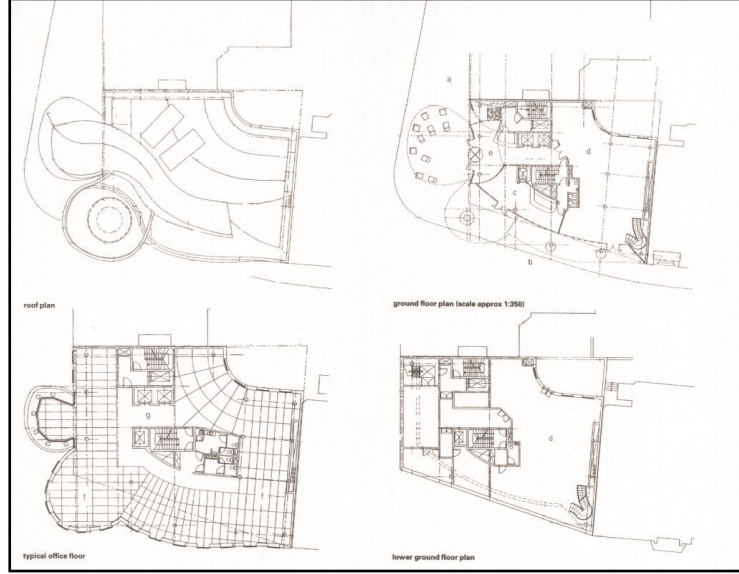 a
e
d
c
b
roof plan
ground floor plan (scale approx 1:350)
g
f
d
typical office floor
lower ground floor plan